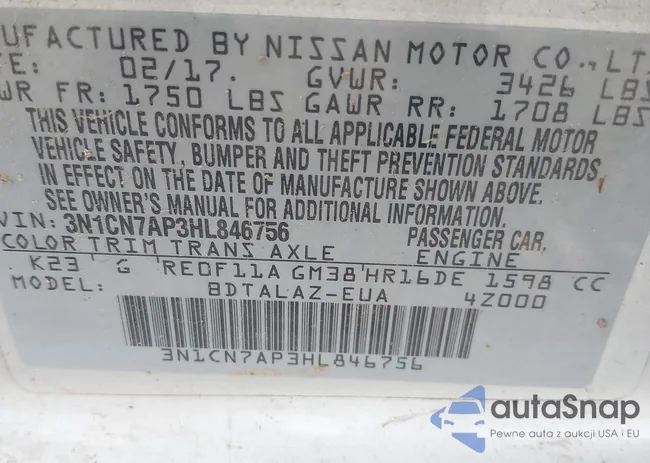 UFACTURED BY NISSAN MOTOR CO.,LT
TE: 02/17. GVWR: 3426 LBS
WR FR: 1750 LBS GAWR RR: 1708 LBS
THIS VEHICLE CONFORMS TO ALL APPLICABLE FEDERAL MOTOR
VEHICLE SAFETY, BUMPER AND THEFT PREVENTION STANDARDS,
IN EFFECT ON THE DATE OF MANUFACTURE SHOWN ABOVE.
SEE OWNER'S MANUAL FOR ADDITIONAL INFORMATION.
VIN: 3N1CN7AP3HL846756 PASSENGER CAR.
COLOR TRIM TRANS AXLE ENGINE
K23 G RE0F11A GM38 HR16DE 1598 CC
MODEL: BDTALAZ-EUA 4Z000
3N1CN7AP3HL846756
autaSnap
Pewne auta z aukcji USA i EU